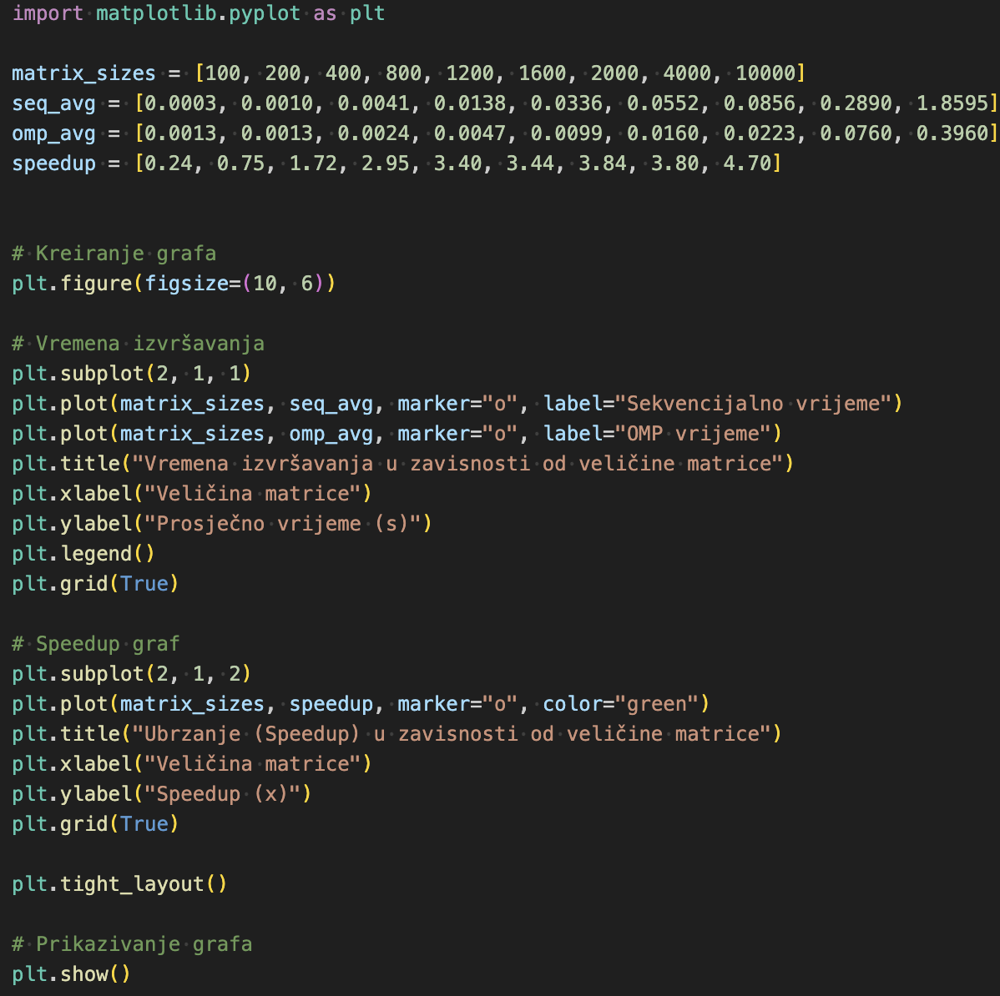 import matplotlib.pyplot as plt
matrix_sizes = [100, 200, 400, 800, 1200, 1600, 2000, 4000, 10000]
seq_avg = [0.0003, 0.0010, 0.0041, 0.0138, 0.0336, 0.0552, 0.0856, 0.2890, 1.8595]
omp_avg = [0.0013, 0.0013, 0.0024, 0.0047, 0.0099, 0.0160, 0.0223, 0.0760, 0.3960]
speedup = [0.24, 0.75, 1.72, 2.95, 3.40, 3.44, 3.84, 3.80, 4.70]
# Kreiranje grafa
plt.figure(figsize=(10, 6))
# Vremena izvršavanja
plt.subplot(2, 1, 1)
plt.plot(matrix_sizes, seq_avg, marker="o", label="Sekvencijalno vrijeme")
plt.plot(matrix_sizes, omp_avg, marker="o", label="OMP vrijeme")
plt.title("Vremena izvršavanja u zavisnosti od veličine matrice")
plt.xlabel("Veličina matrice")
plt.ylabel("Prosječno vrijeme (s)")
plt.legend()
plt.grid(True)
# Speedup graf
plt.subplot(2, 1, 2)
plt.plot(matrix_sizes, speedup, marker="o", color="green")
plt.title("Ubrzanje (Speedup) u zavisnosti od veličine matrice")
plt.xlabel("Veličina matrice")
plt.ylabel("Speedup (x)")
plt.grid(True)
plt.tight_layout()
# Prikazivanje grafa
plt.show()